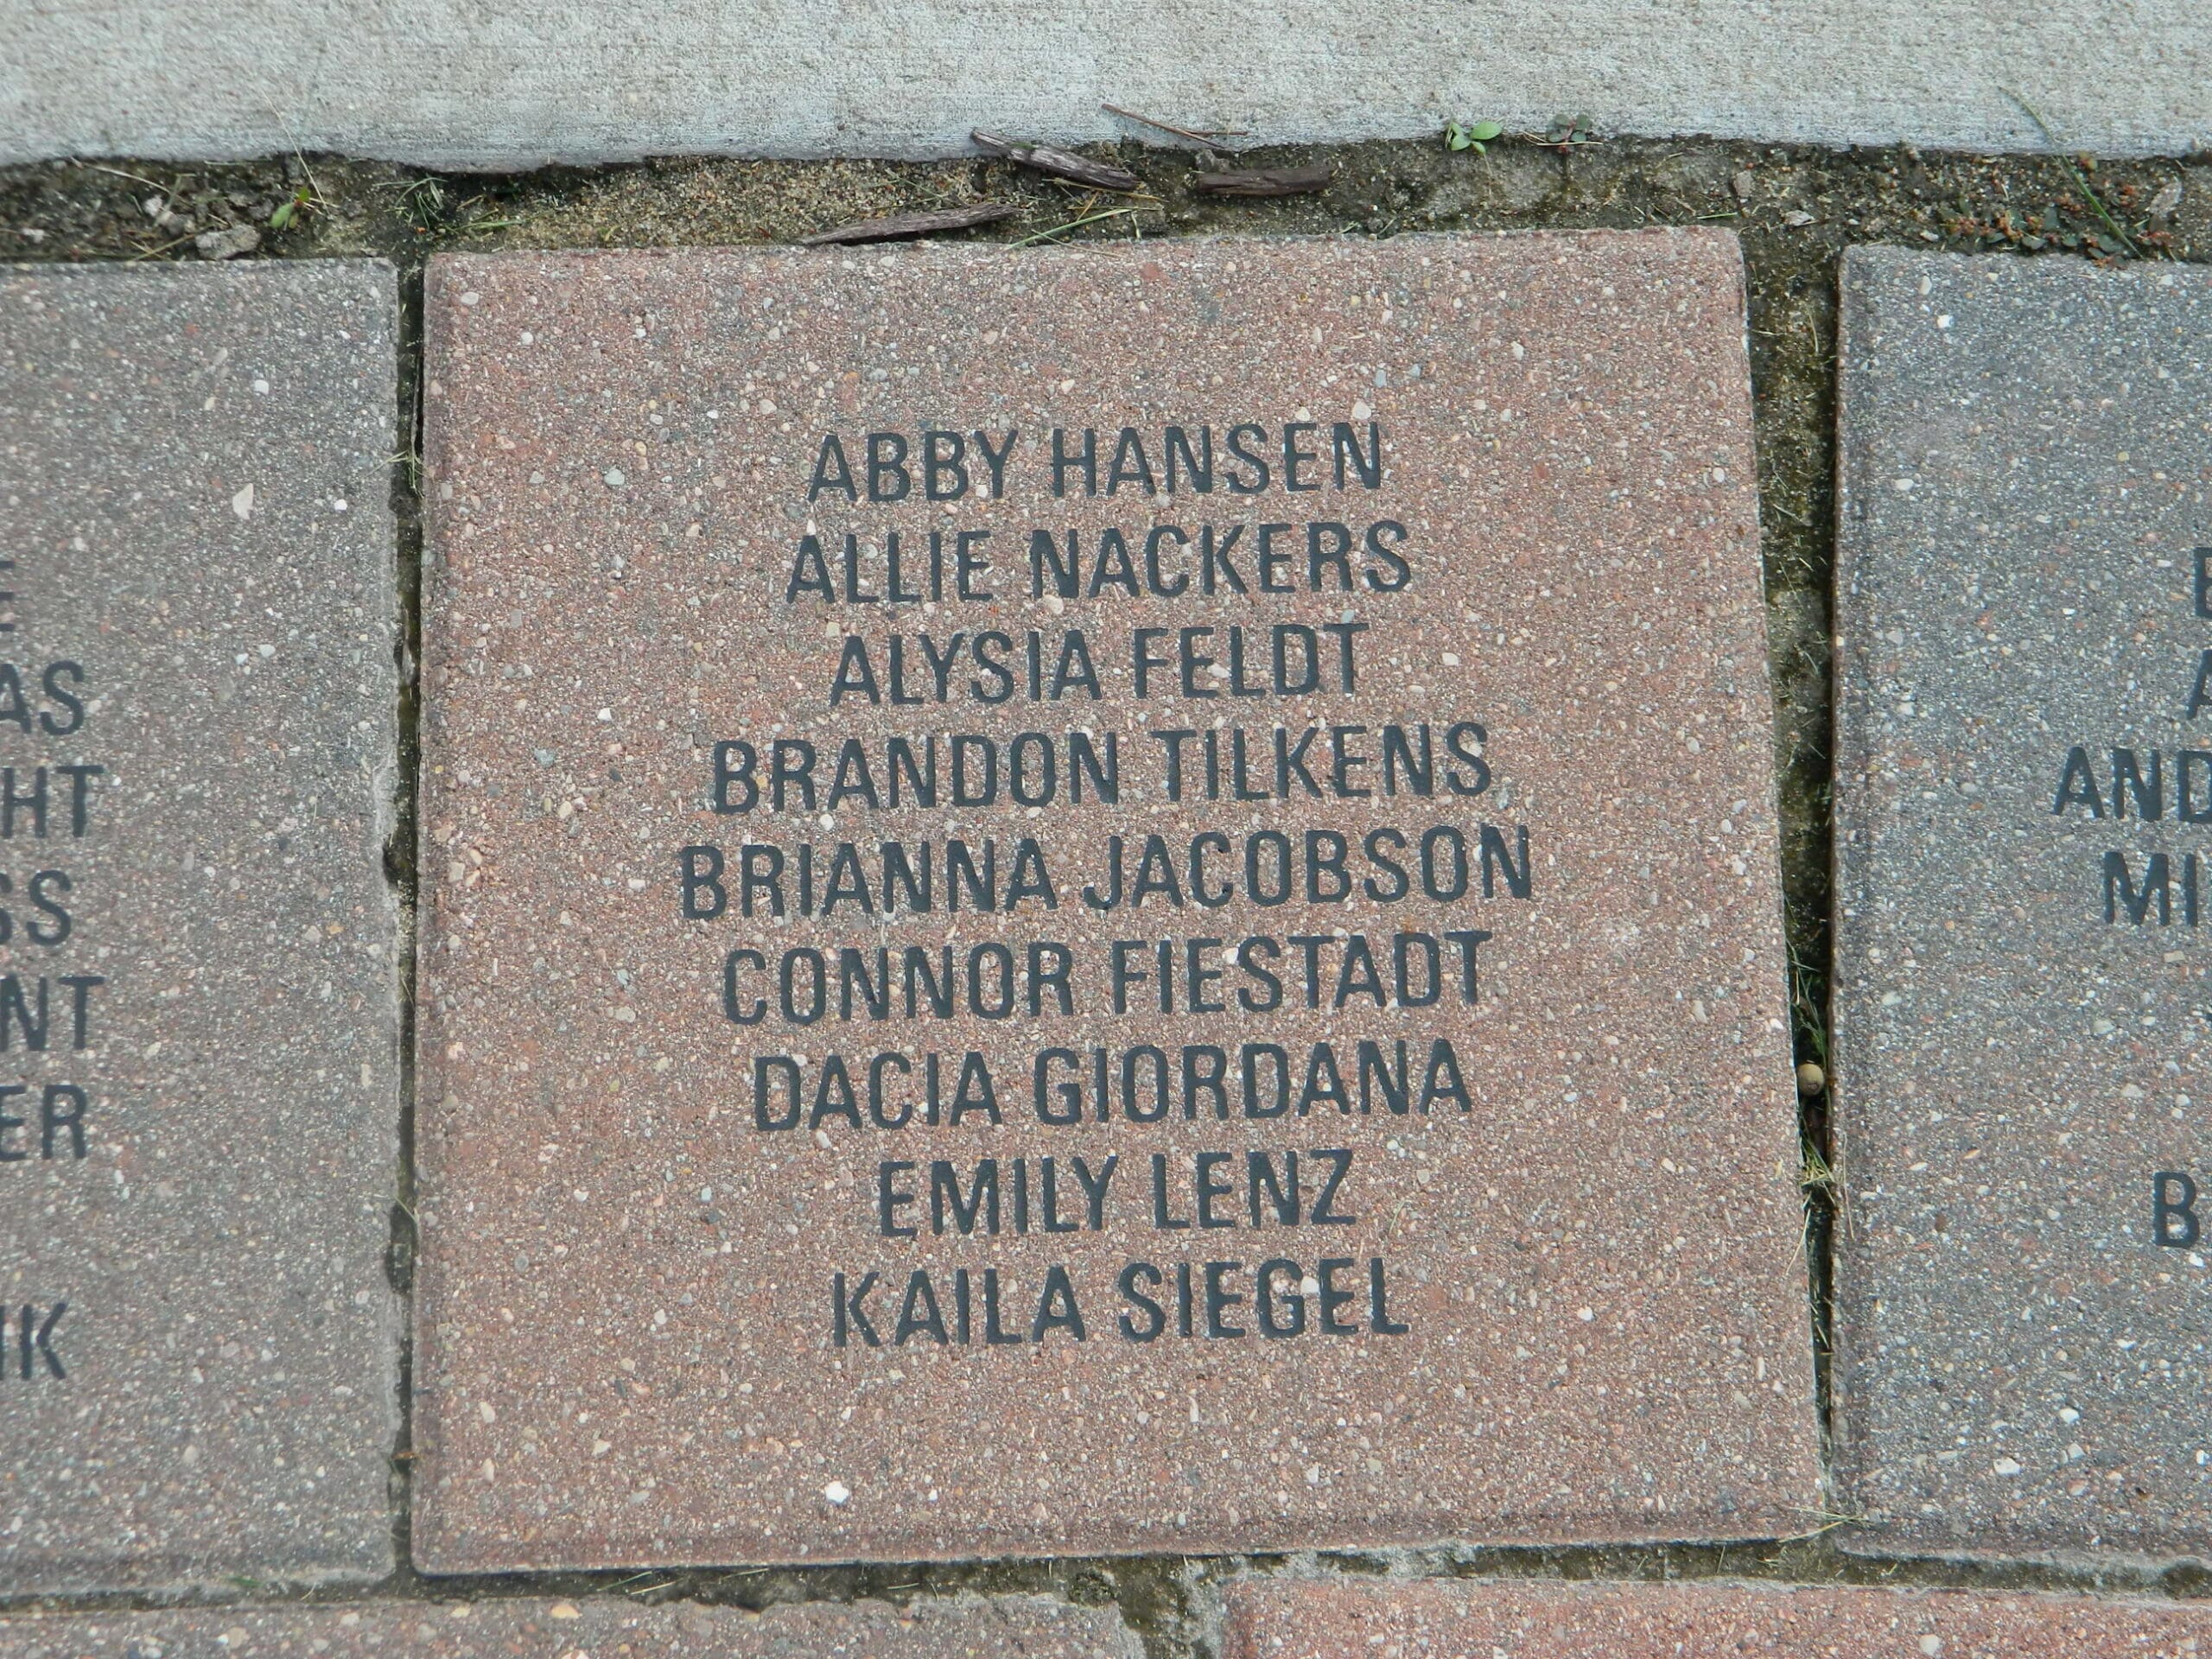 ABBY HANSEN
ALLIE NACKERS
ALYSIA FELDT
BRANDON TILKENS
BRIANNA JACOBSON
CONNOR FIESTADT
DACIA GIORDANA
EMILY LENZ
KAILA SIEGEL